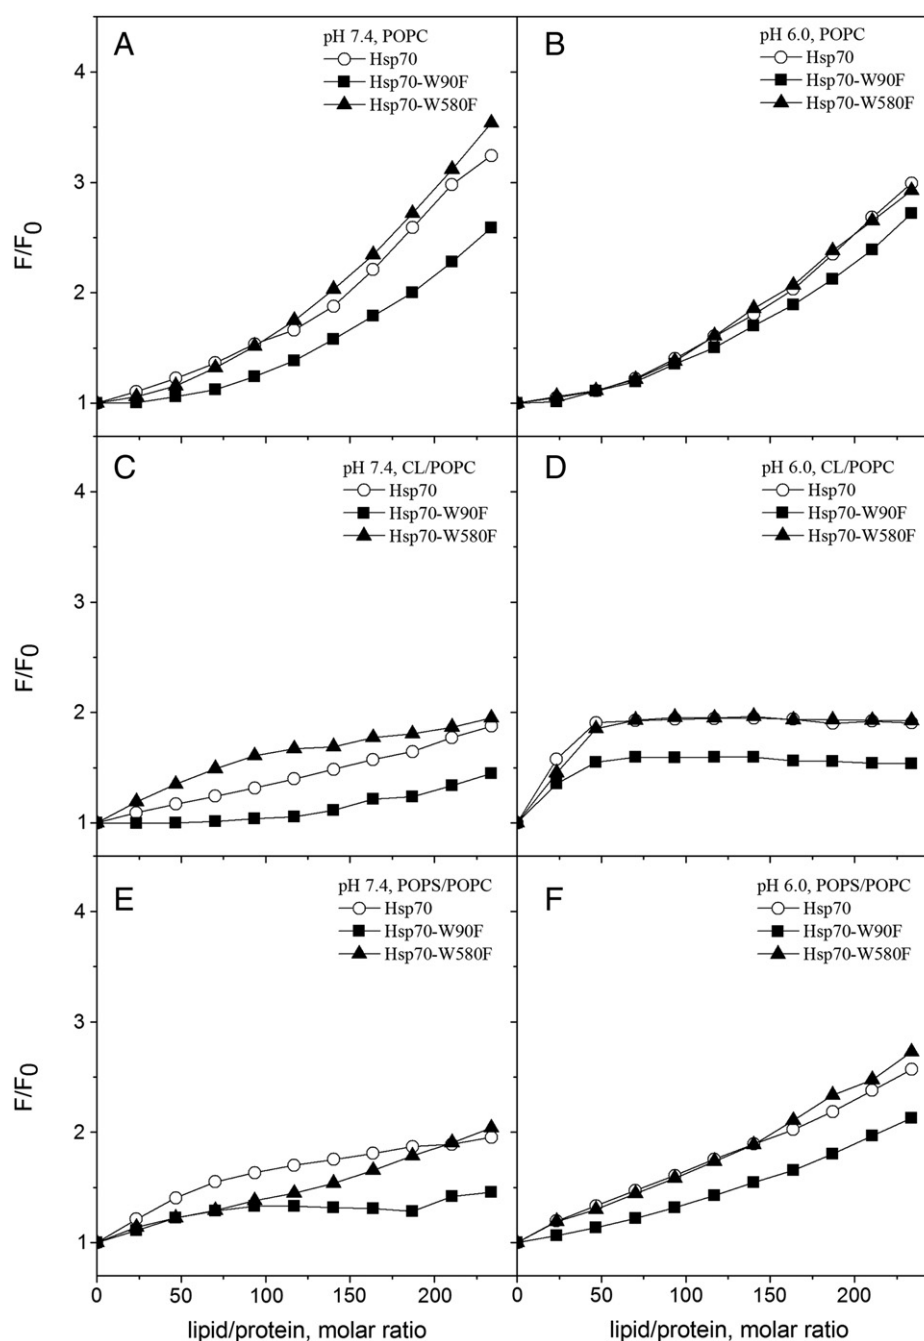 A
pH 7.4, POPC
Hsp70
Hsp70-W90F
Hsp70-W580F
B
pH 6.0, POPC
Hsp70
Hsp70-W90F
Hsp70-W580F
4
3
2
1
F/F0
C
pH 7.4, CL/POPC
Hsp70
Hsp70-W90F
Hsp70-W580F
D
pH 6.0, CL/POPC
Hsp70
Hsp70-W90F
Hsp70-W580F
4
3
2
1
F/F0
E
pH 7.4, POPS/POPC
Hsp70
Hsp70-W90F
Hsp70-W580F
F
pH 6.0, POPS/POPC
Hsp70
Hsp70-W90F
Hsp70-W580F
4
3
2
1
F/F0
0 50 100 150 200 0 50 100 150 200
lipid/protein, molar ratio lipid/protein, molar ratio